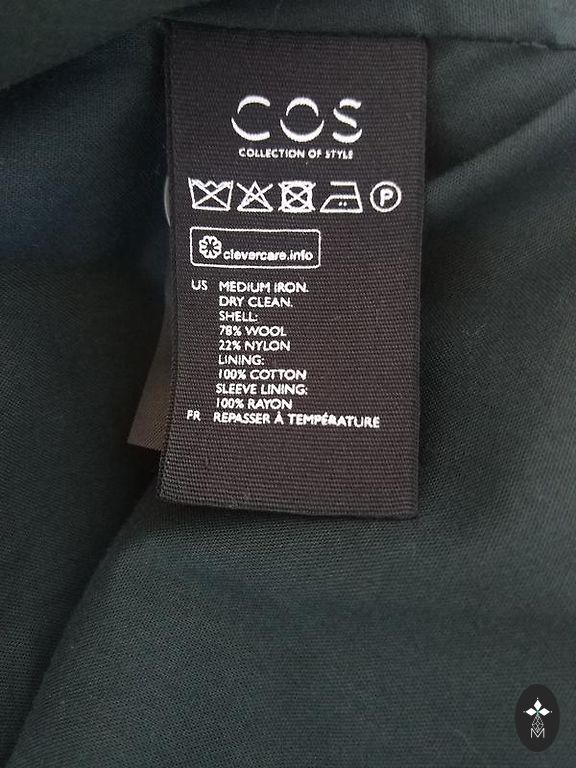 COS
COLLECTION OF STYLE
P
clevercare.info
US MEDIUM IRON.
DRY CLEAN.
SHELL:
78% WOOL
22% NYLON
LINING:
100% COTTON
SLEEVE LINING:
100% RAYON
FR REPASSER À TEMPÉRATURE
M